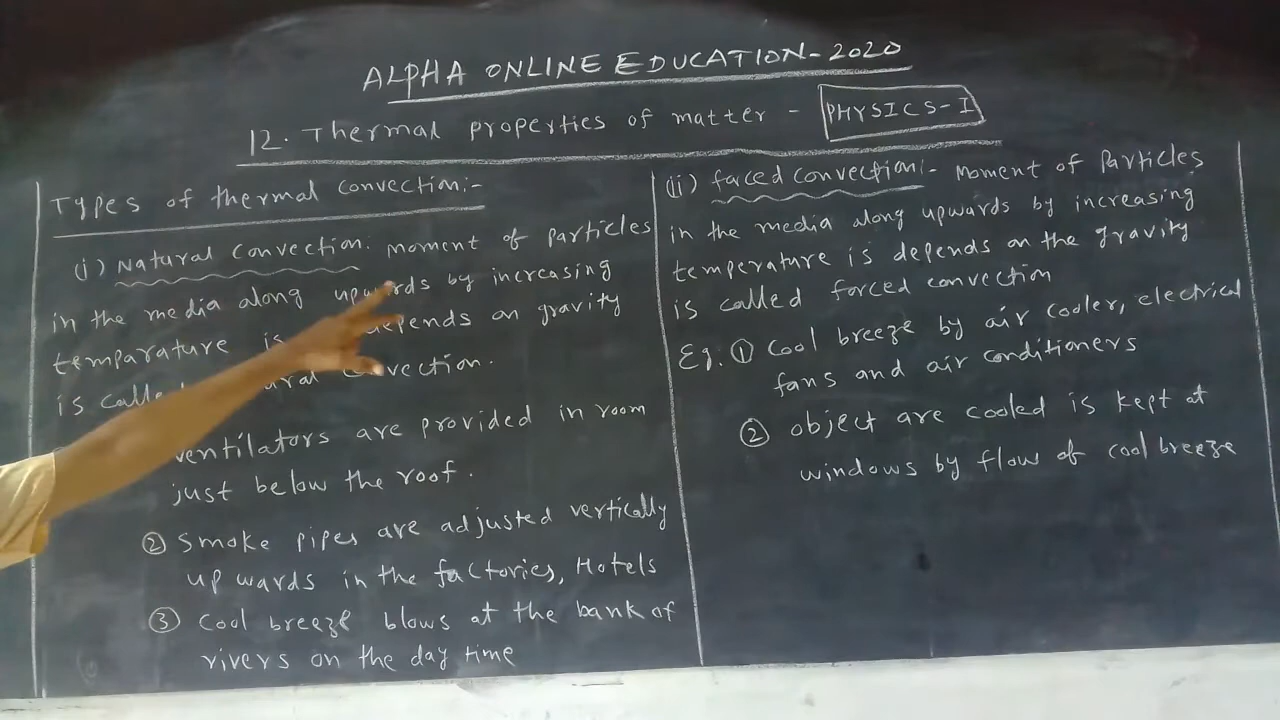 ALPHA ONLINE EDUCATION-2020
12. Thermal properties of matter - PHYSICS-I
Types of thermal convection:-
(i) Natural convection: moment of particles
in the media along upwards by increasing
temparature is depends on gravity
is called convection.
ventilators are provided in room
just below the roof.
② Smoke pipes are adjusted vertically
up wards in the factories, Hotels
③ Cool breeze blows at the bank of
rivers on the day time
(ii) forced convection:- moment of Particles
in the media along upwards by increasing
temperature is depends on the gravity
is called forced convection
Eg: ① Cool breeze by air cooler, electrical
fans and air conditioners
② object are cooled is kept at
windows by flow of cool breeze